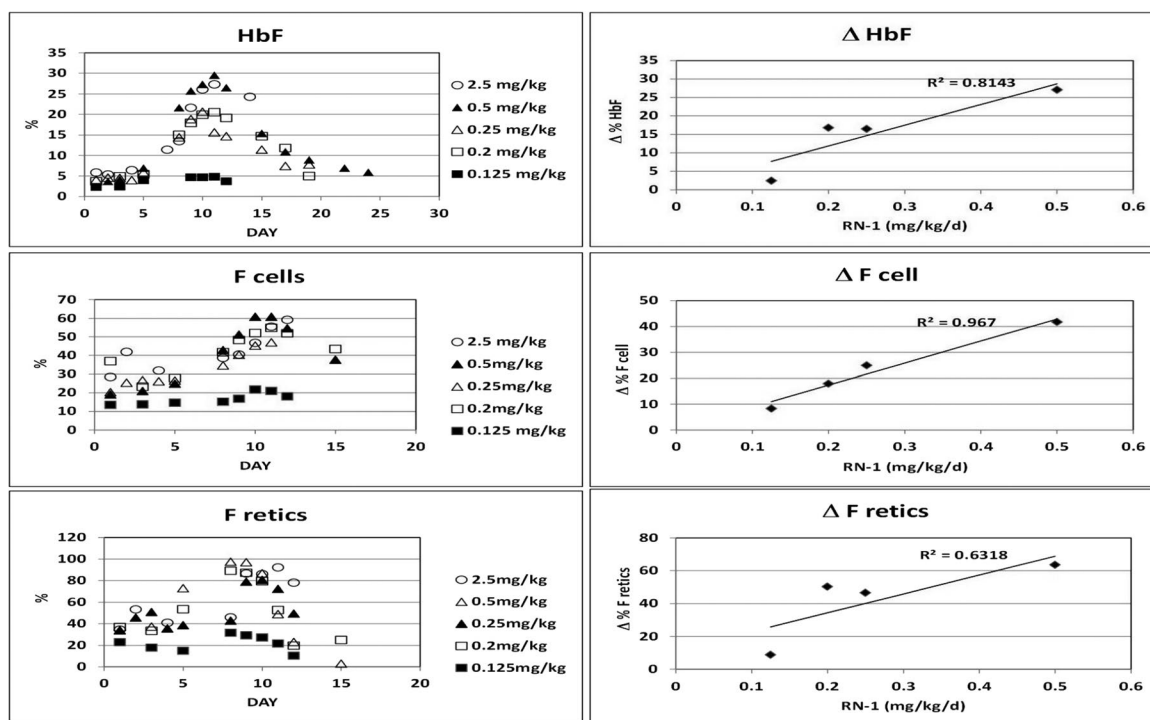 HbF
35
30
25
20
15
10
5
0
%
0 5 10 15 20 25 30
DAY
2.5 mg/kg
0.5 mg/kg
0.25 mg/kg
0.2 mg/kg
0.125 mg/kg
Δ HbF
35
30
25
20
15
10
5
0
Δ % HbF
R² = 0.8143
0 0.1 0.2 0.3 0.4 0.5 0.6
RN-1 (mg/kg/d)
F cells
70
60
50
40
30
20
10
0
%
0 5 10 15 20
DAY
2.5 mg/kg
0.5mg/kg
0.25mg/kg
0.2mg/kg
0.125 mg/kg
Δ F cell
50
40
30
20
10
0
Δ % F cell
R² = 0.967
0 0.1 0.2 0.3 0.4 0.5 0.6
RN-1 (mg/kg/d)
F retics
120
100
80
60
40
20
0
%
0 5 10 15 20
DAY
2.5mg/kg
0.5mg/kg
0.25mg/kg
0.2mg/kg
0.125mg/kg
Δ F retics
80
60
40
20
0
Δ % F retics
R² = 0.6318
0 0.1 0.2 0.3 0.4 0.5 0.6
RN-1 (mg/kg/d)